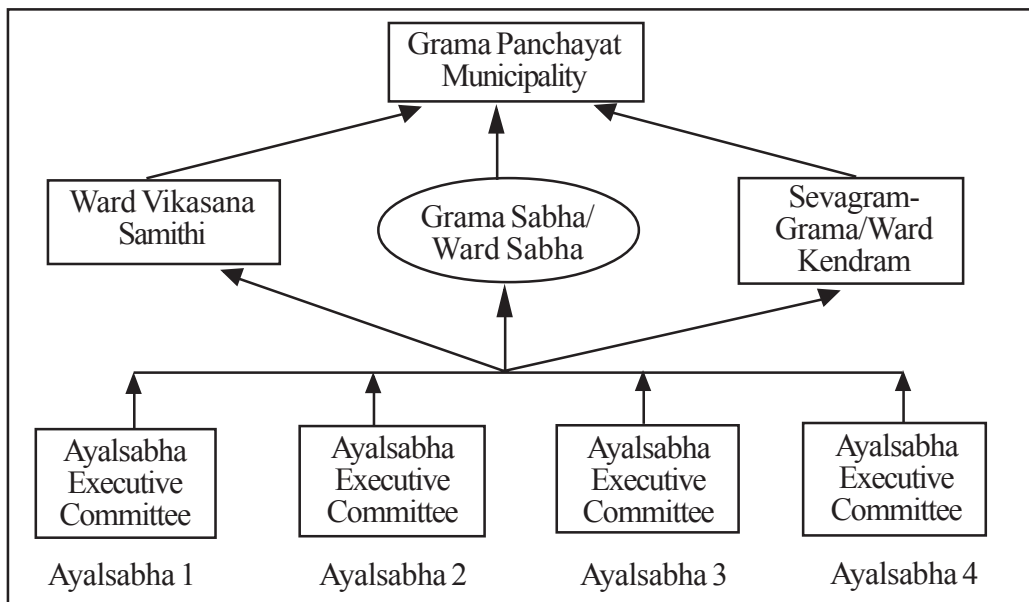 Grama Panchayat
Municipality
Ward Vikasana
Samithi
Grama Sabha/
Ward Sabha
Sevagram-
Grama/Ward
Kendram
Ayalsabha
Executive
Committee
Ayalsabha
Executive
Committee
Ayalsabha
Executive
Committee
Ayalsabha
Executive
Committee
Ayalsabha 1
Ayalsabha 2
Ayalsabha 3
Ayalsabha 4